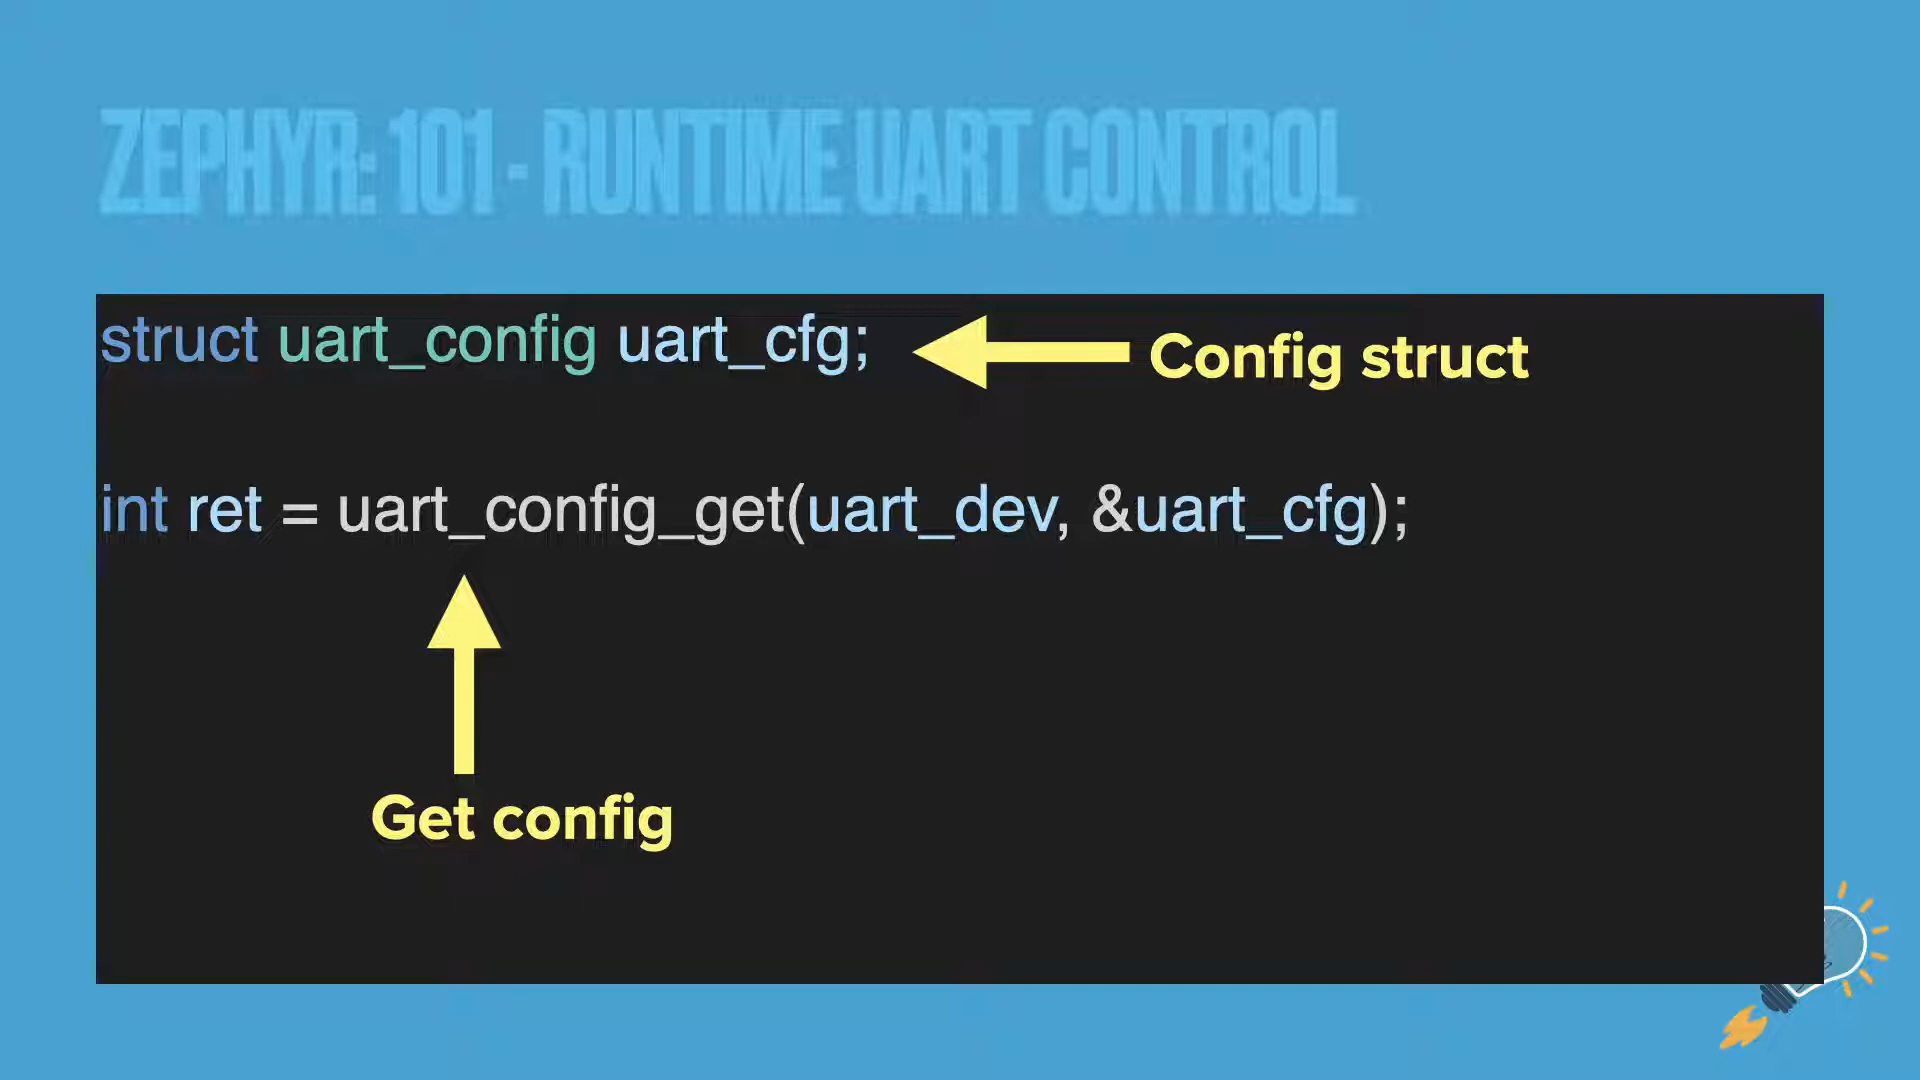 ZEPHYR: 101 - RUNTIME UART CONTROL
struct uart_config uart_cfg;
Config struct
int ret = uart_config_get(uart_dev, &uart_cfg);
Get config